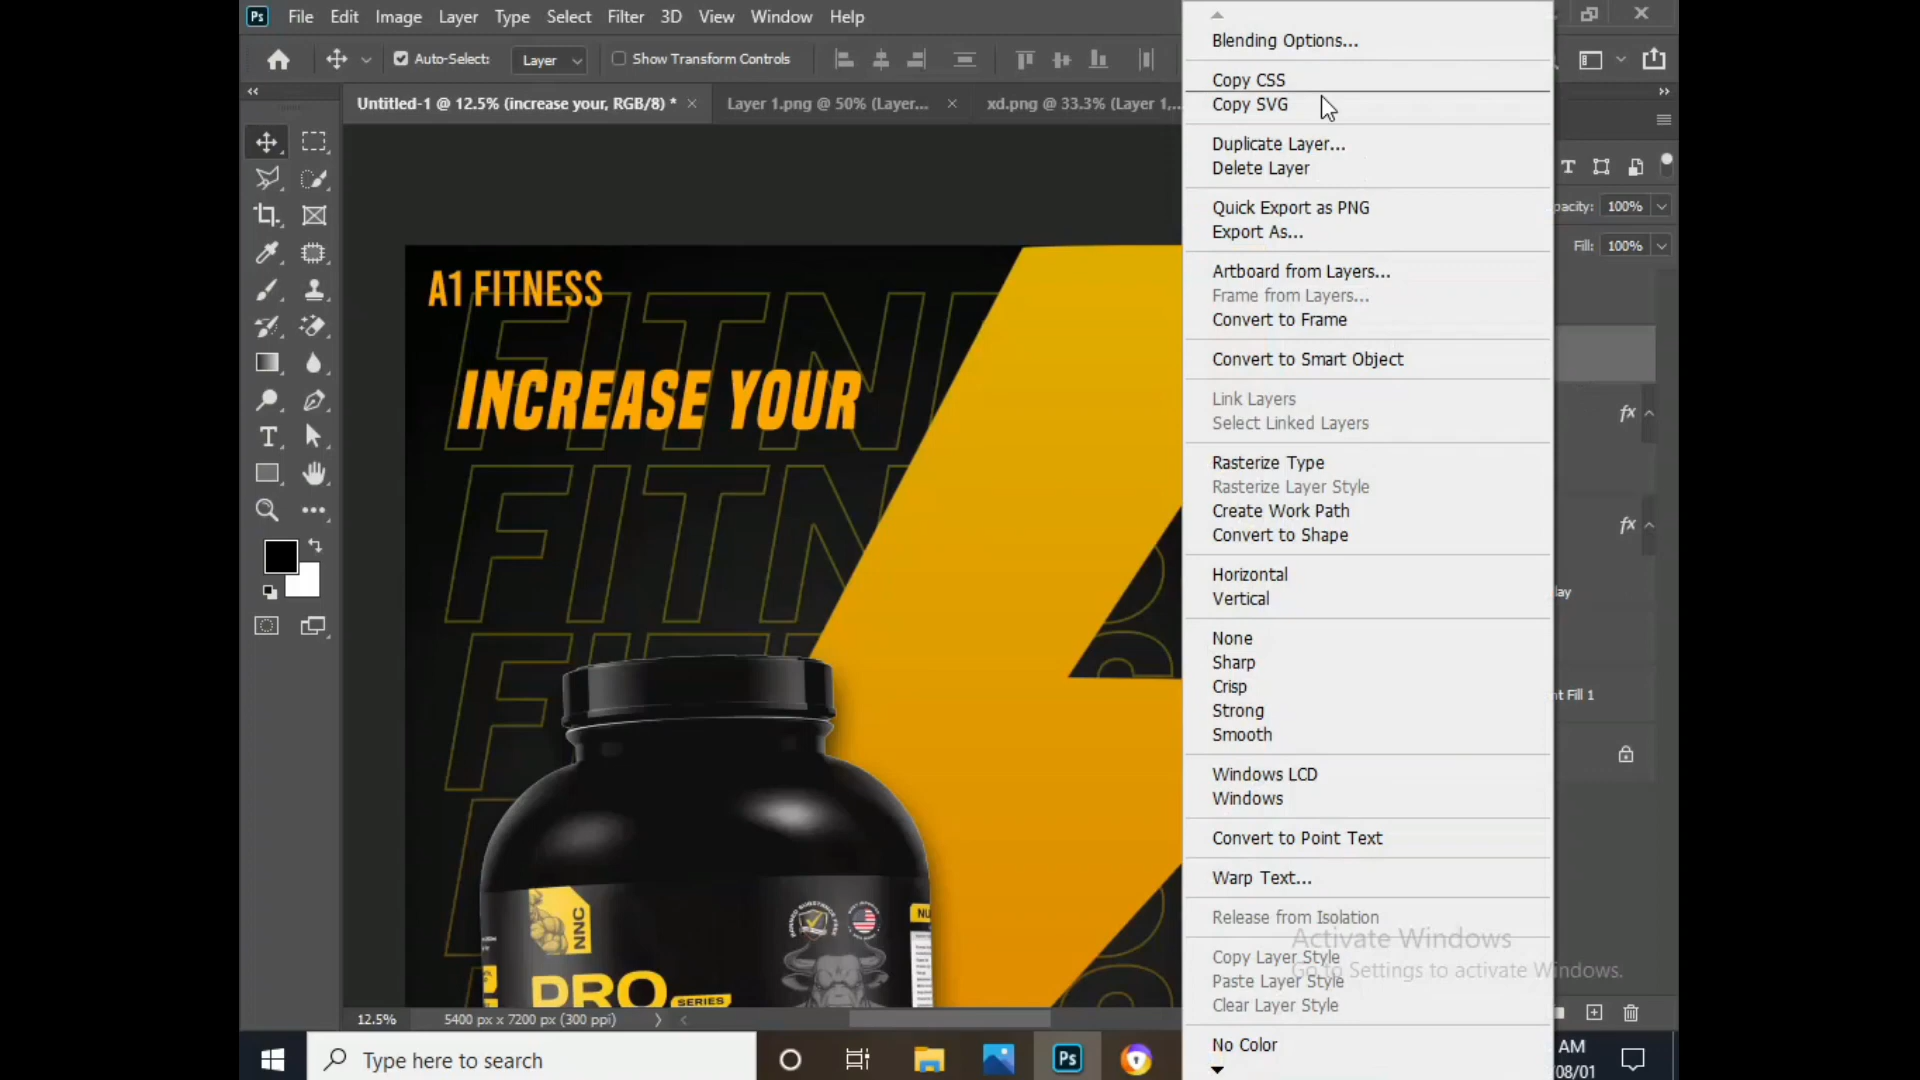 Ps File Edit Image Layer Type Select Filter 3D View Window Help
Auto-Select: Layer Show Transform Controls
Untitled-1 @ 12.5% (increase your, RGB/8) * × Layer 1.png @ 50% (Layer... × xd.png @ 33.3% (Layer 1,...
A1 FITNESS
FITN
INCREASE YOUR
FITN
FIT
NNC
PRO
SERIES
NU
Blending Options...
Copy CSS
Copy SVG
Duplicate Layer...
Delete Layer
Quick Export as PNG
Export As...
Artboard from Layers...
Frame from Layers...
Convert to Frame
Convert to Smart Object
Link Layers
Select Linked Layers
Rasterize Type
Rasterize Layer Style
Create Work Path
Convert to Shape
Horizontal
Vertical
None
Sharp
Crisp
Strong
Smooth
Windows LCD
Windows
Convert to Point Text
Warp Text...
Release from Isolation
Copy Layer Style
Paste Layer Style
Clear Layer Style
No Color
pacity: 100%
Fill: 100%
fx
fx
lay
nt Fill 1
Activate Windows
Go to Settings to activate Windows.
12.5% 5400 px x 7200 px (300 ppi)
Type here to search
Ps
AM
08/01